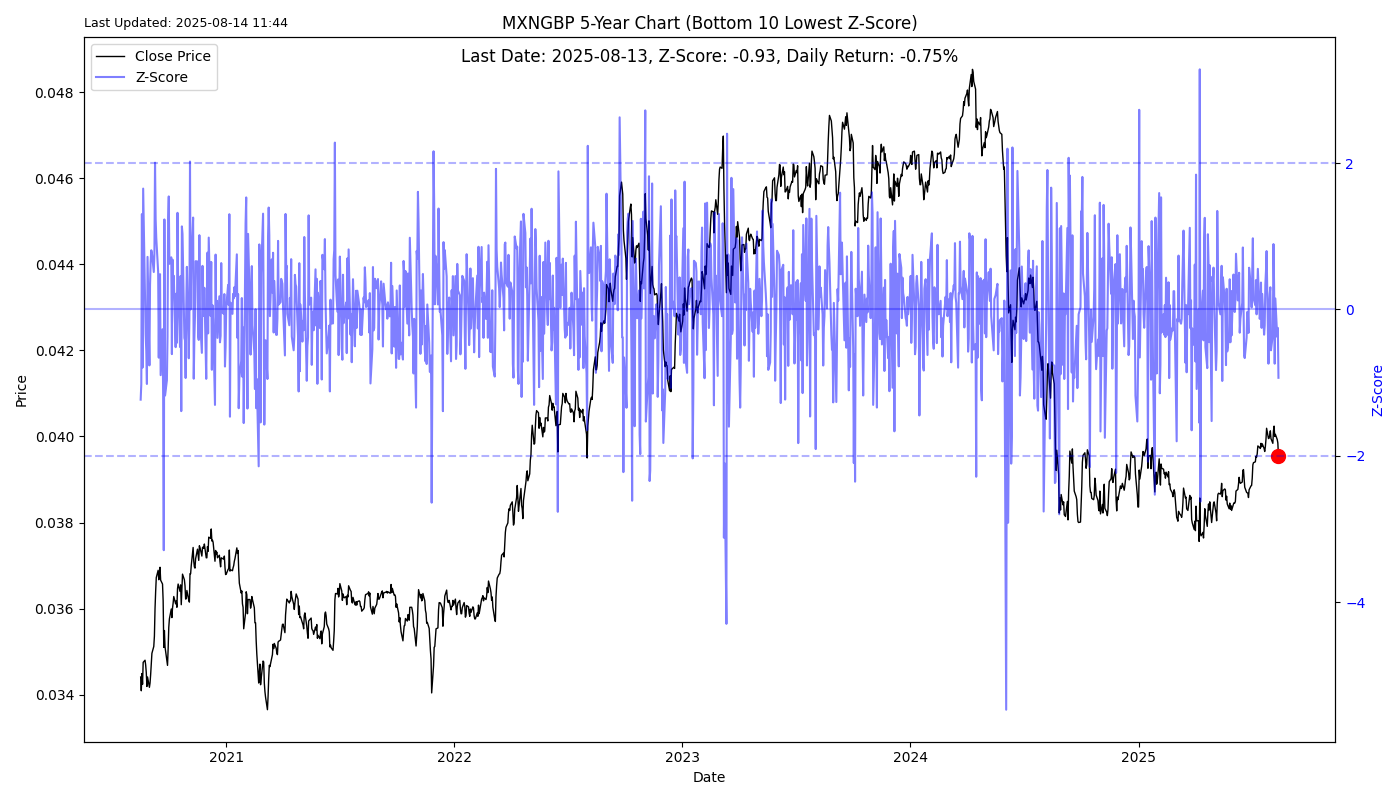 Last Updated: 2025-08-14 11:44
MXNGBP 5-Year Chart (Bottom 10 Lowest Z-Score)
Last Date: 2025-08-13, Z-Score: -0.93, Daily Return: -0.75%
Close Price
Z-Score
0.048
0.046
0.044
0.042
0.040
0.038
0.036
0.034
Price
2
0
−2
−4
Z-Score
2021
2022
2023
2024
2025
Date